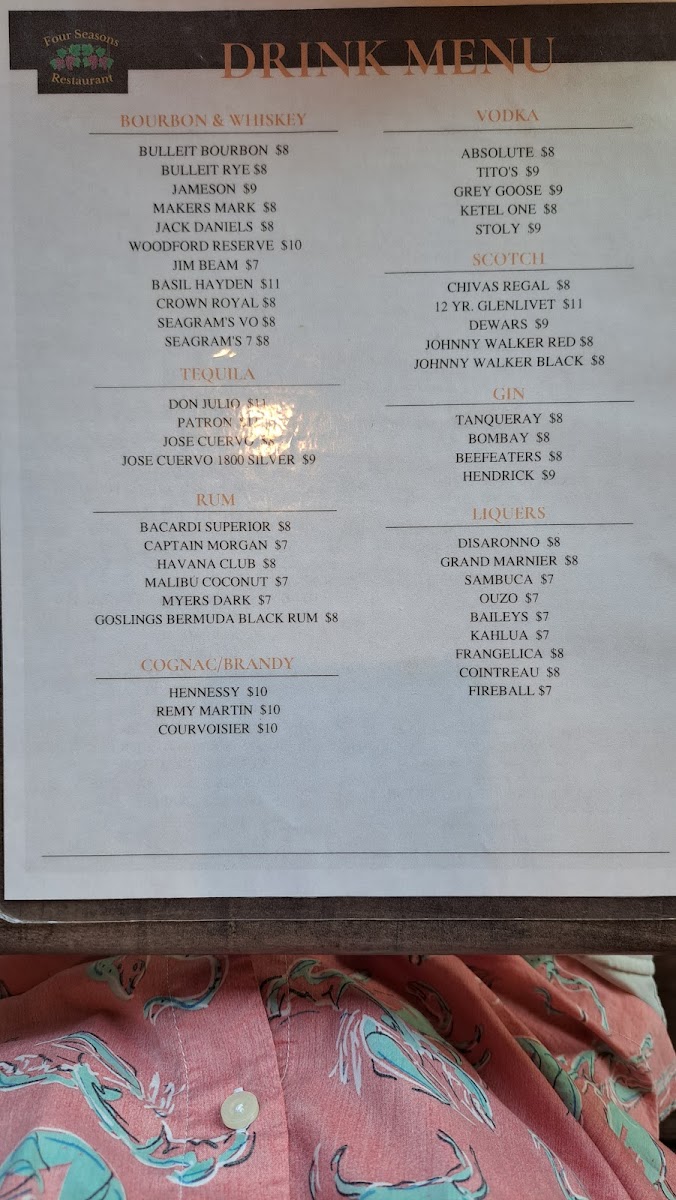 Four Seasons
Restaurant
DRINK MENU
BOURBON & WHISKEY
BULLEIT BOURBON $8
BULLEIT RYE $8
JAMESON $9
MAKERS MARK $8
JACK DANIELS $8
WOODFORD RESERVE $10
JIM BEAM $7
BASIL HAYDEN $11
CROWN ROYAL $8
SEAGRAM'S VO $8
SEAGRAM'S 7 $8
TEQUILA
DON JULIO $11
PATRON
JOSE CUERVO $8
JOSE CUERVO 1800 SILVER $9
RUM
BACARDI SUPERIOR $8
CAPTAIN MORGAN $7
HAVANA CLUB $8
MALIBU COCONUT $7
MYERS DARK $7
GOSLINGS BERMUDA BLACK RUM $8
COGNAC/BRANDY
HENNESSY $10
REMY MARTIN $10
COURVOISIER $10
VODKA
ABSOLUTE $8
TITO'S $9
GREY GOOSE $9
KETEL ONE $8
STOLY $9
SCOTCH
CHIVAS REGAL $8
12 YR. GLENLIVET $11
DEWARS $9
JOHNNY WALKER RED $8
JOHNNY WALKER BLACK $8
GIN
TANQUERAY $8
BOMBAY $8
BEEFEATERS $8
HENDRICK $9
LIQUERS
DISARONNO $8
GRAND MARNIER $8
SAMBUCA $7
OUZO $7
BAILEYS $7
KAHLUA $7
FRANGELICA $8
COINTREAU $8
FIREBALL $7